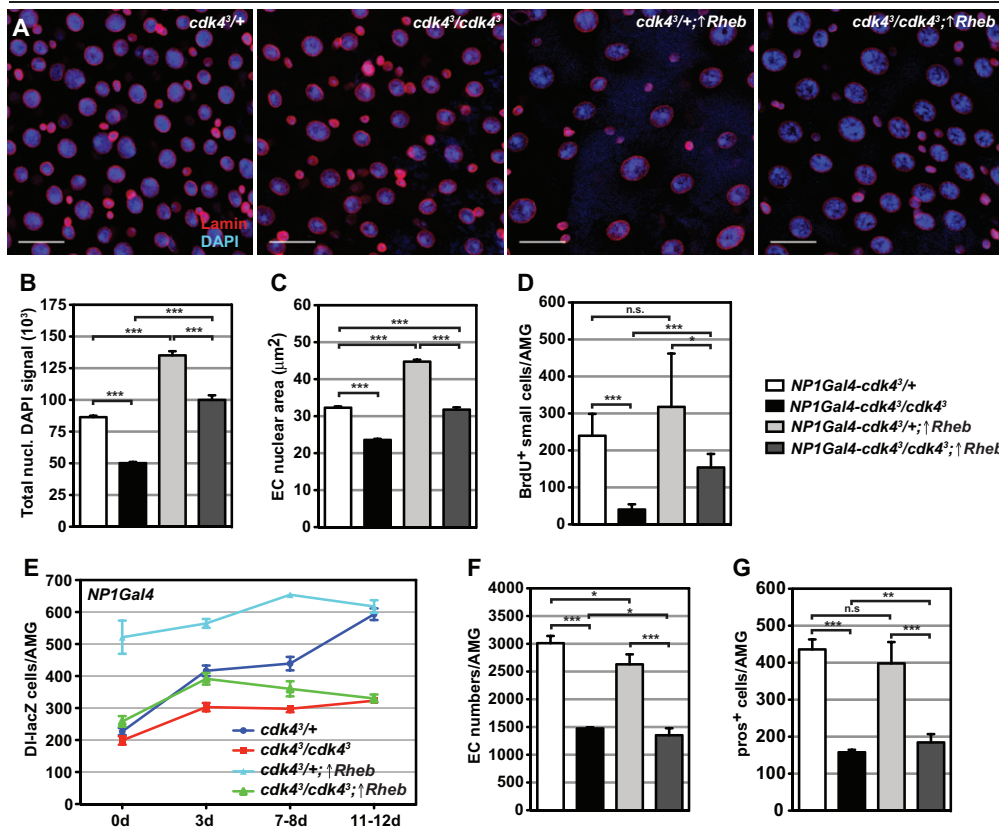 A
cdk4³/+
cdk4³/cdk4³
cdk4³/+;↑Rheb
cdk4³/cdk4³;↑Rheb
Lamin
DAPI
B
Total nucl. DAPI signal (10³)
175
150
125
100
75
50
25
0
***
***
***
***
C
EC nuclear area (µm²)
60
50
40
30
20
10
0
***
***
***
***
D
BrdU⁺ small cells/AMG
600
500
400
300
200
100
0
n.s.
***
*
***
NP1Gal4-cdk4³/+
NP1Gal4-cdk4³/cdk4³
NP1Gal4-cdk4³/+;↑Rheb
NP1Gal4-cdk4³/cdk4³;↑Rheb
E
NP1Gal4
Dl-lacZ cells/AMG
700
600
500
400
300
200
100
0
0d
3d
7-8d
11-12d
cdk4³/+
cdk4³/cdk4³
cdk4³/+;↑Rheb
cdk4³/cdk4³;↑Rheb
F
EC numbers/AMG
4000
3500
3000
2500
2000
1500
1000
500
0
*
***
*
***
G
pros⁺ cells/AMG
600
500
400
300
200
100
0
**
n.s
***
***